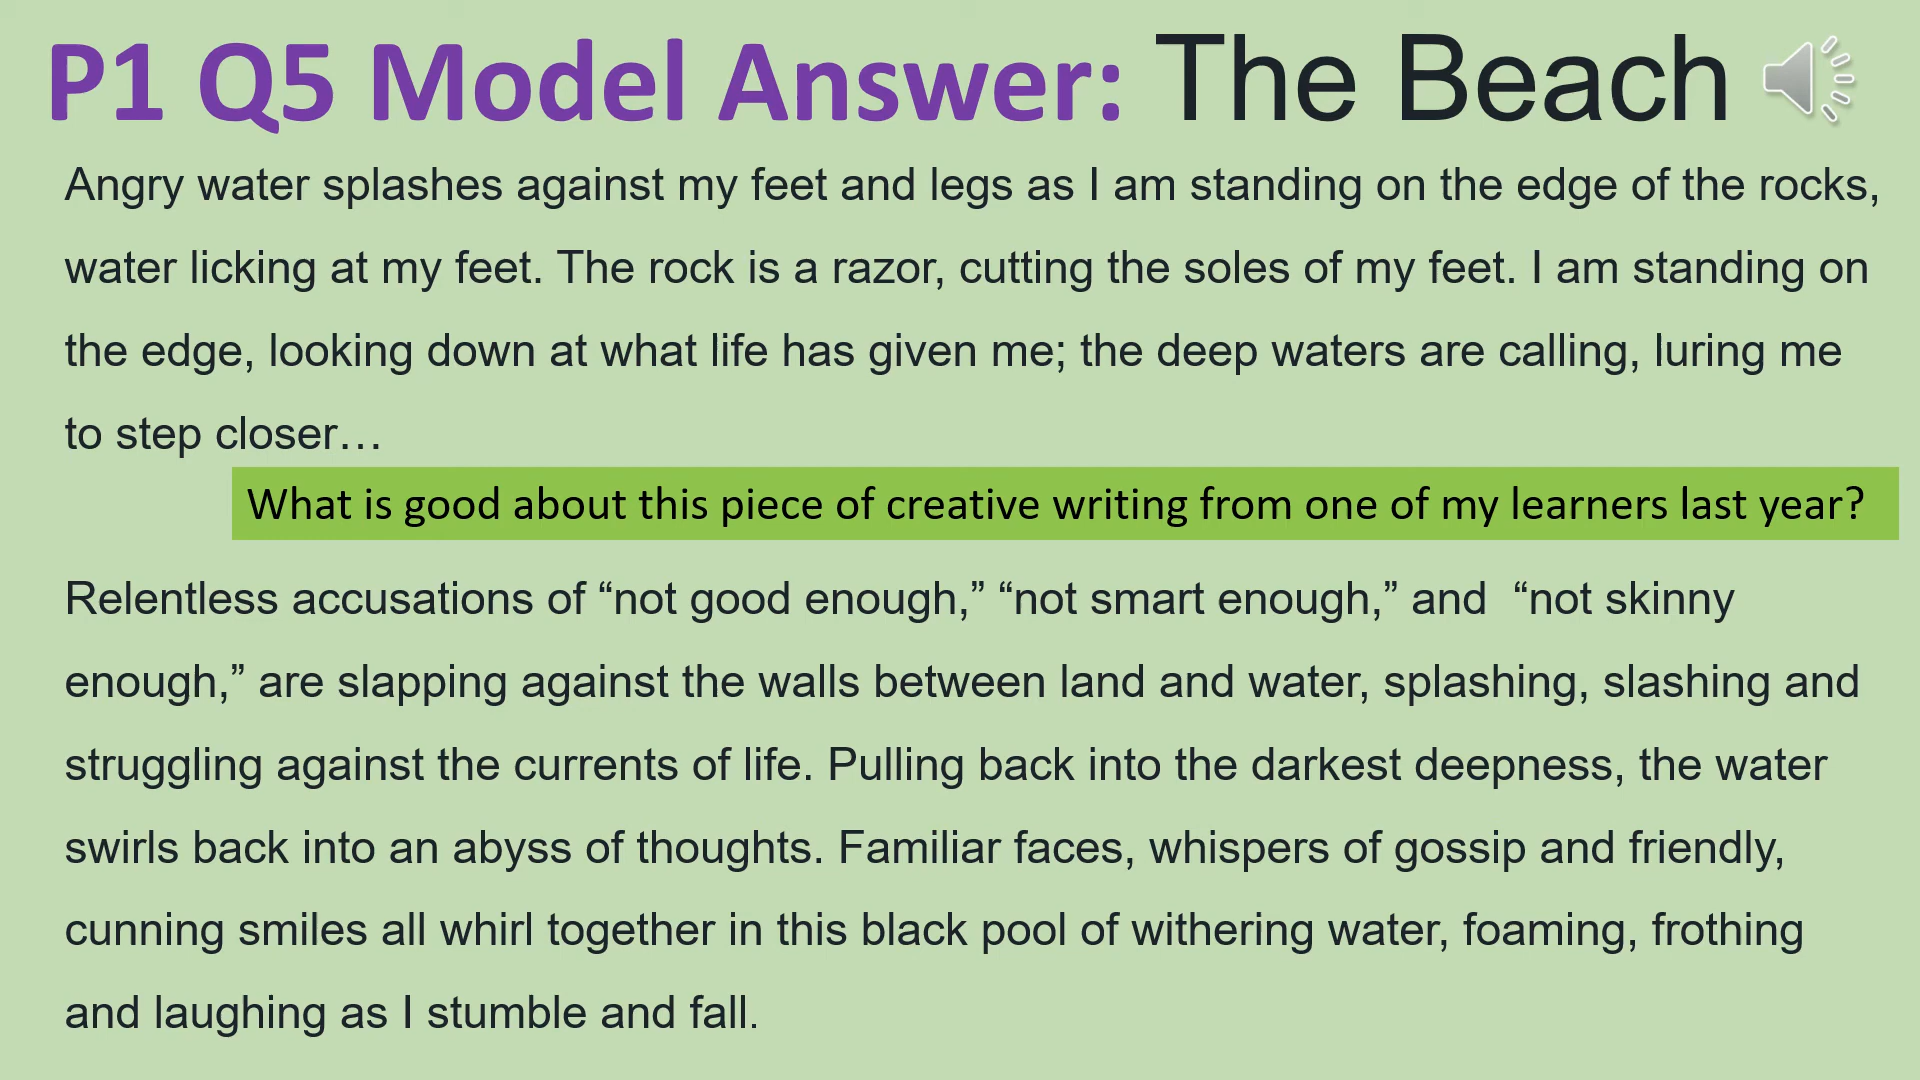 P1 Q5 Model Answer: The Beach
Angry water splashes against my feet and legs as I am standing on the edge of the rocks,
water licking at my feet. The rock is a razor, cutting the soles of my feet. I am standing on
the edge, looking down at what life has given me; the deep waters are calling, luring me
to step closer…
What is good about this piece of creative writing from one of my learners last year?
Relentless accusations of “not good enough,” “not smart enough,” and  “not skinny
enough,” are slapping against the walls between land and water, splashing, slashing and
struggling against the currents of life. Pulling back into the darkest deepness, the water
swirls back into an abyss of thoughts. Familiar faces, whispers of gossip and friendly,
cunning smiles all whirl together in this black pool of withering water, foaming, frothing
and laughing as I stumble and fall.